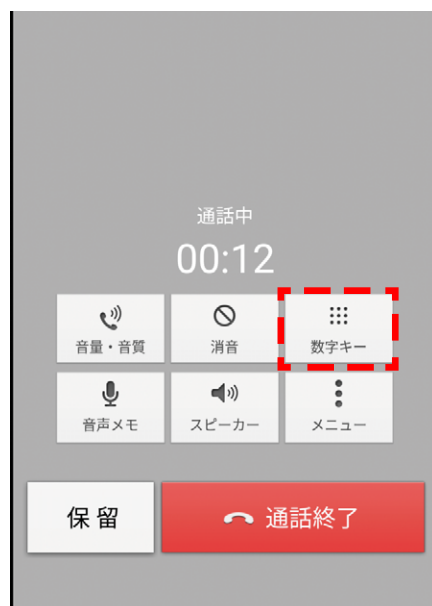 通話中
00:12
音量・音質 消音 数字キー
音声メモ スピーカー メニュー
保留 通話終了